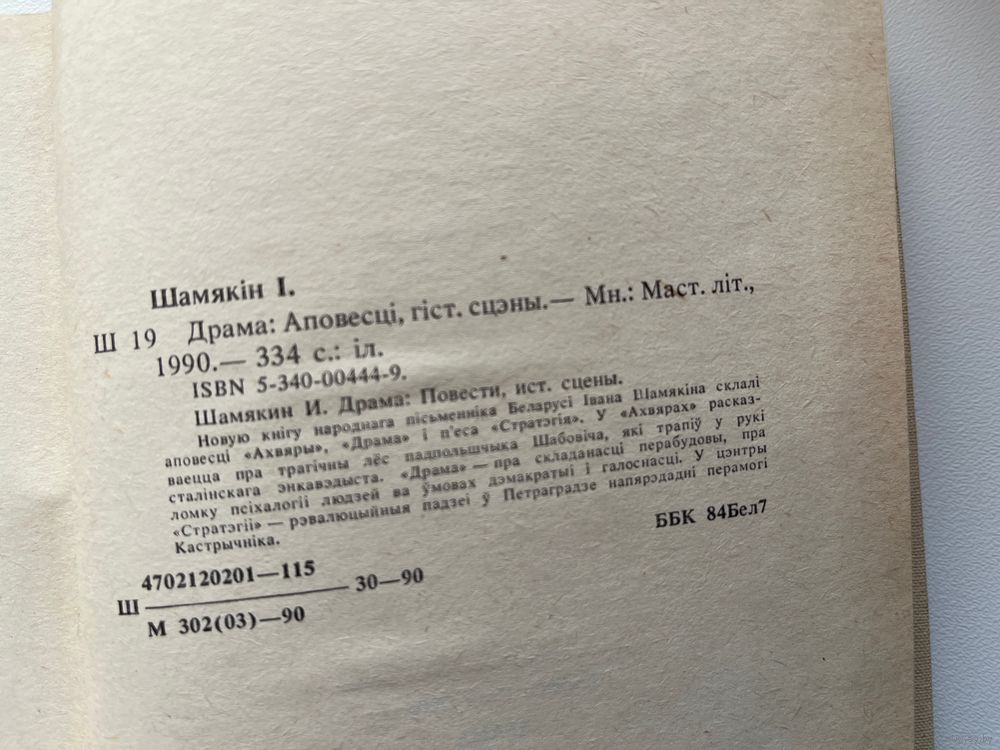 Шамякін І.
Ш 19 Драма: Аповесці, гіст. сцэны.— Мн.: Маст. літ.,
1990.— 334 с.: іл.
ISBN 5-340-00444-9.
Шамякин И. Драма: Повести, ист. сцены.
Новую кнігу народнага пісьменніка Беларусі Івана Шамякіна склалі
аповесці «Ахвяры», «Драма» і п'еса «Стратэгія». У «Ахвярах» расказ-
ваецца пра трагічны лёс падпольшчыка Шабовіча, які трапіў у рукі
сталінскага энкавэдыста. «Драма» — пра складанасці перабудовы, пра
ломку псіхалогіі людзей ва ўмовах дэмакратыі і галоснасці. У цэнтры
«Стратэгіі» — рэвалюцыйныя падзеі ў Петраградзе напярэдадні перамогі
Кастрычніка.
ББК 84Бел7
4702120201—115
Ш — 30—90
М 302(03)—90